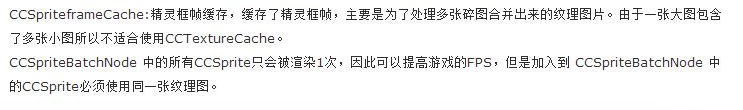 CCSpriteframeCache:精灵框帧缓存，缓存了精灵框帧，主要是为了处理多张碎图合并出来的纹理图片。由于一张大图包含
了多张小图所以不适合使用CCTextureCache。
CCSpriteBatchNode 中的所有CCSprite只会被渲染1次，因此可以提高游戏的FPS，但是加入到 CCSpriteBatchNode 中
的CCSprite必须使用同一张纹理图。